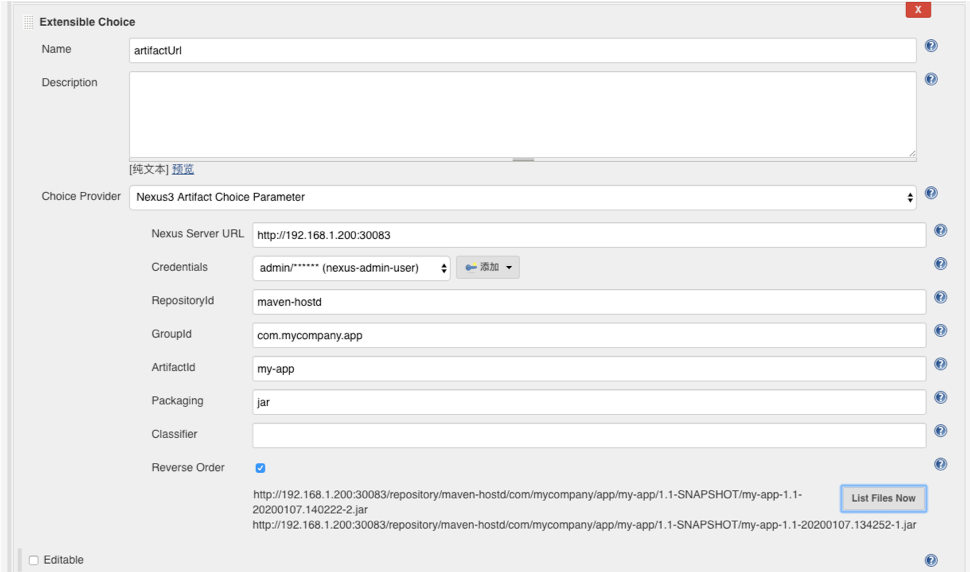 X
Extensible Choice
Name
artifactUrl
Description
[纯文本] 预览
Choice Provider
Nexus3 Artifact Choice Parameter
Nexus Server URL
http://192.168.1.200:30083
Credentials
admin/****** (nexus-admin-user)
添加
RepositoryId
maven-hostd
GroupId
com.mycompany.app
ArtifactId
my-app
Packaging
jar
Classifier
Reverse Order
http://192.168.1.200:30083/repository/maven-hostd/com/mycompany/app/my-app/1.1-SNAPSHOT/my-app-1.1-
20200107.140222-2.jar
http://192.168.1.200:30083/repository/maven-hostd/com/mycompany/app/my-app/1.1-SNAPSHOT/my-app-1.1-20200107.134252-1.jar
List Files Now
Editable